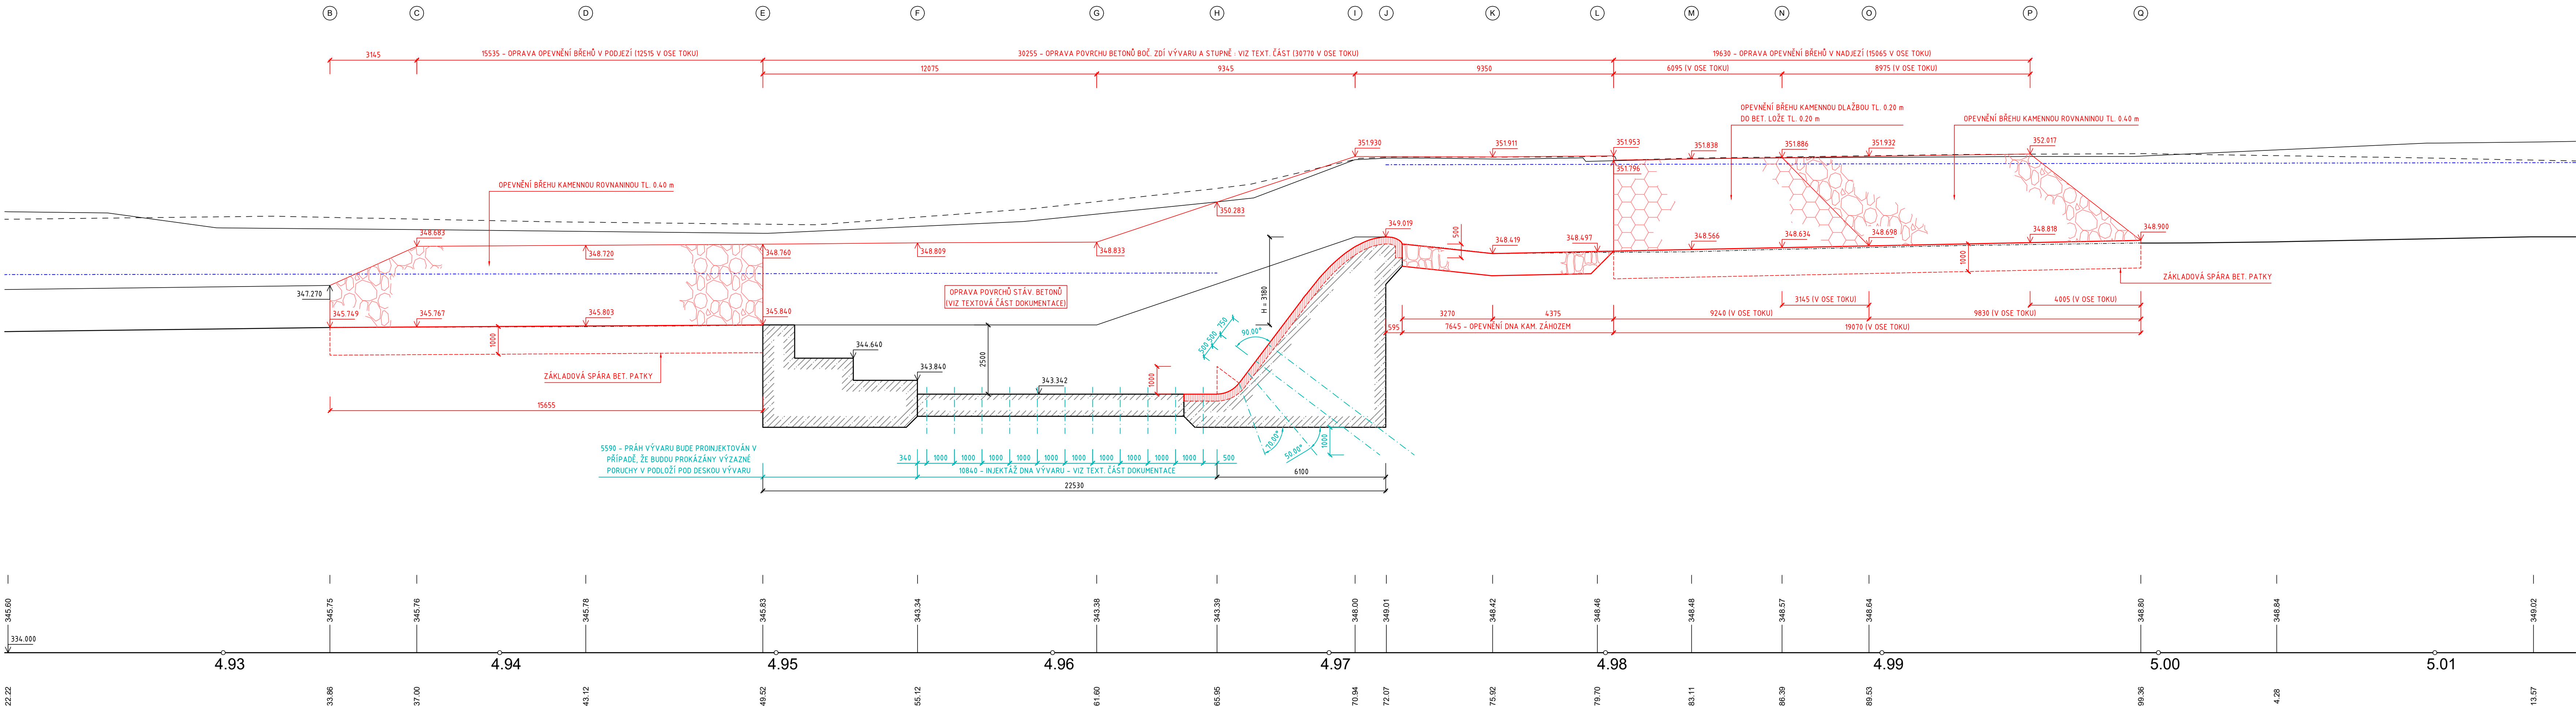 B C D E F G H I J K L M N O P Q
3145
15535 - OPRAVA OPEVNĚNÍ BŘEHŮ V PODJEZÍ (12515 V OSE TOKU)
30255 - OPRAVA POVRCHU BETONŮ BOČ. ZDÍ VÝVARU A STUPNĚ : VIZ TEXT. ČÁST (30770 V OSE TOKU)
19630 - OPRAVA OPEVNĚNÍ BŘEHŮ V NADJEZÍ (15065 V OSE TOKU)
12075
9345
9350
6095 (V OSE TOKU)
8975 (V OSE TOKU)
OPEVNĚNÍ BŘEHU KAMENNOU DLAŽBOU TL. 0.20 m
DO BET. LOŽE TL. 0.20 m
OPEVNĚNÍ BŘEHU KAMENNOU ROVNANINOU TL. 0.40 m
351.930
351.911
351.953
351.838
351.886
351.932
352.017
351.796
OPEVNĚNÍ BŘEHU KAMENNOU ROVNANINOU TL. 0.40 m
350.283
349.019
348.683
348.720
348.760
348.809
348.833
500
348.419
348.497
348.566
348.634
348.698
348.818
348.900
1000
ZÁKLADOVÁ SPÁRA BET. PATKY
347.270
345.749
345.767
345.803
345.840
OPRAVA POVRCHŮ STÁV. BETONŮ
(VIZ TEXTOVÁ ČÁST DOKUMENTACE)
H = 3180
3145 (V OSE TOKU)
4005 (V OSE TOKU)
3270
4375
9240 (V OSE TOKU)
9830 (V OSE TOKU)
595
7645 - OPEVNĚNÍ DNA KAM. ZÁHOZEM
19070 (V OSE TOKU)
1000
344.640
343.840
343.342
2500
1000
500 500 750
90.00°
ZÁKLADOVÁ SPÁRA BET. PATKY
15655
70.00°
50.00°
1000
5590 - PRÁH VÝVARU BUDE PROINJEKTOVÁN V
PŘÍPADĚ, ŽE BUDOU PROKÁZÁNY VÝZAZNÉ
PORUCHY V PODLOŽÍ POD DESKOU VÝVARU
340 1000 1000 1000 1000 1000 1000 1000 1000 1000 1000 500
10840 - INJEKTÁŽ DNA VÝVARU - VIZ TEXT. ČÁST DOKUMENTACE
6100
22530
345.60 345.75 345.76 345.78 345.83 343.34 343.38 343.39 348.00 349.01 348.42 348.46 348.48 348.57 348.64 348.80 348.84 349.02
334.000
4.93 4.94 4.95 4.96 4.97 4.98 4.99 5.00 5.01
22.22 33.86 37.00 43.12 49.52 55.12 61.60 65.95 70.94 72.07 75.92 79.70 83.11 86.39 89.53 99.36 4.28 13.57